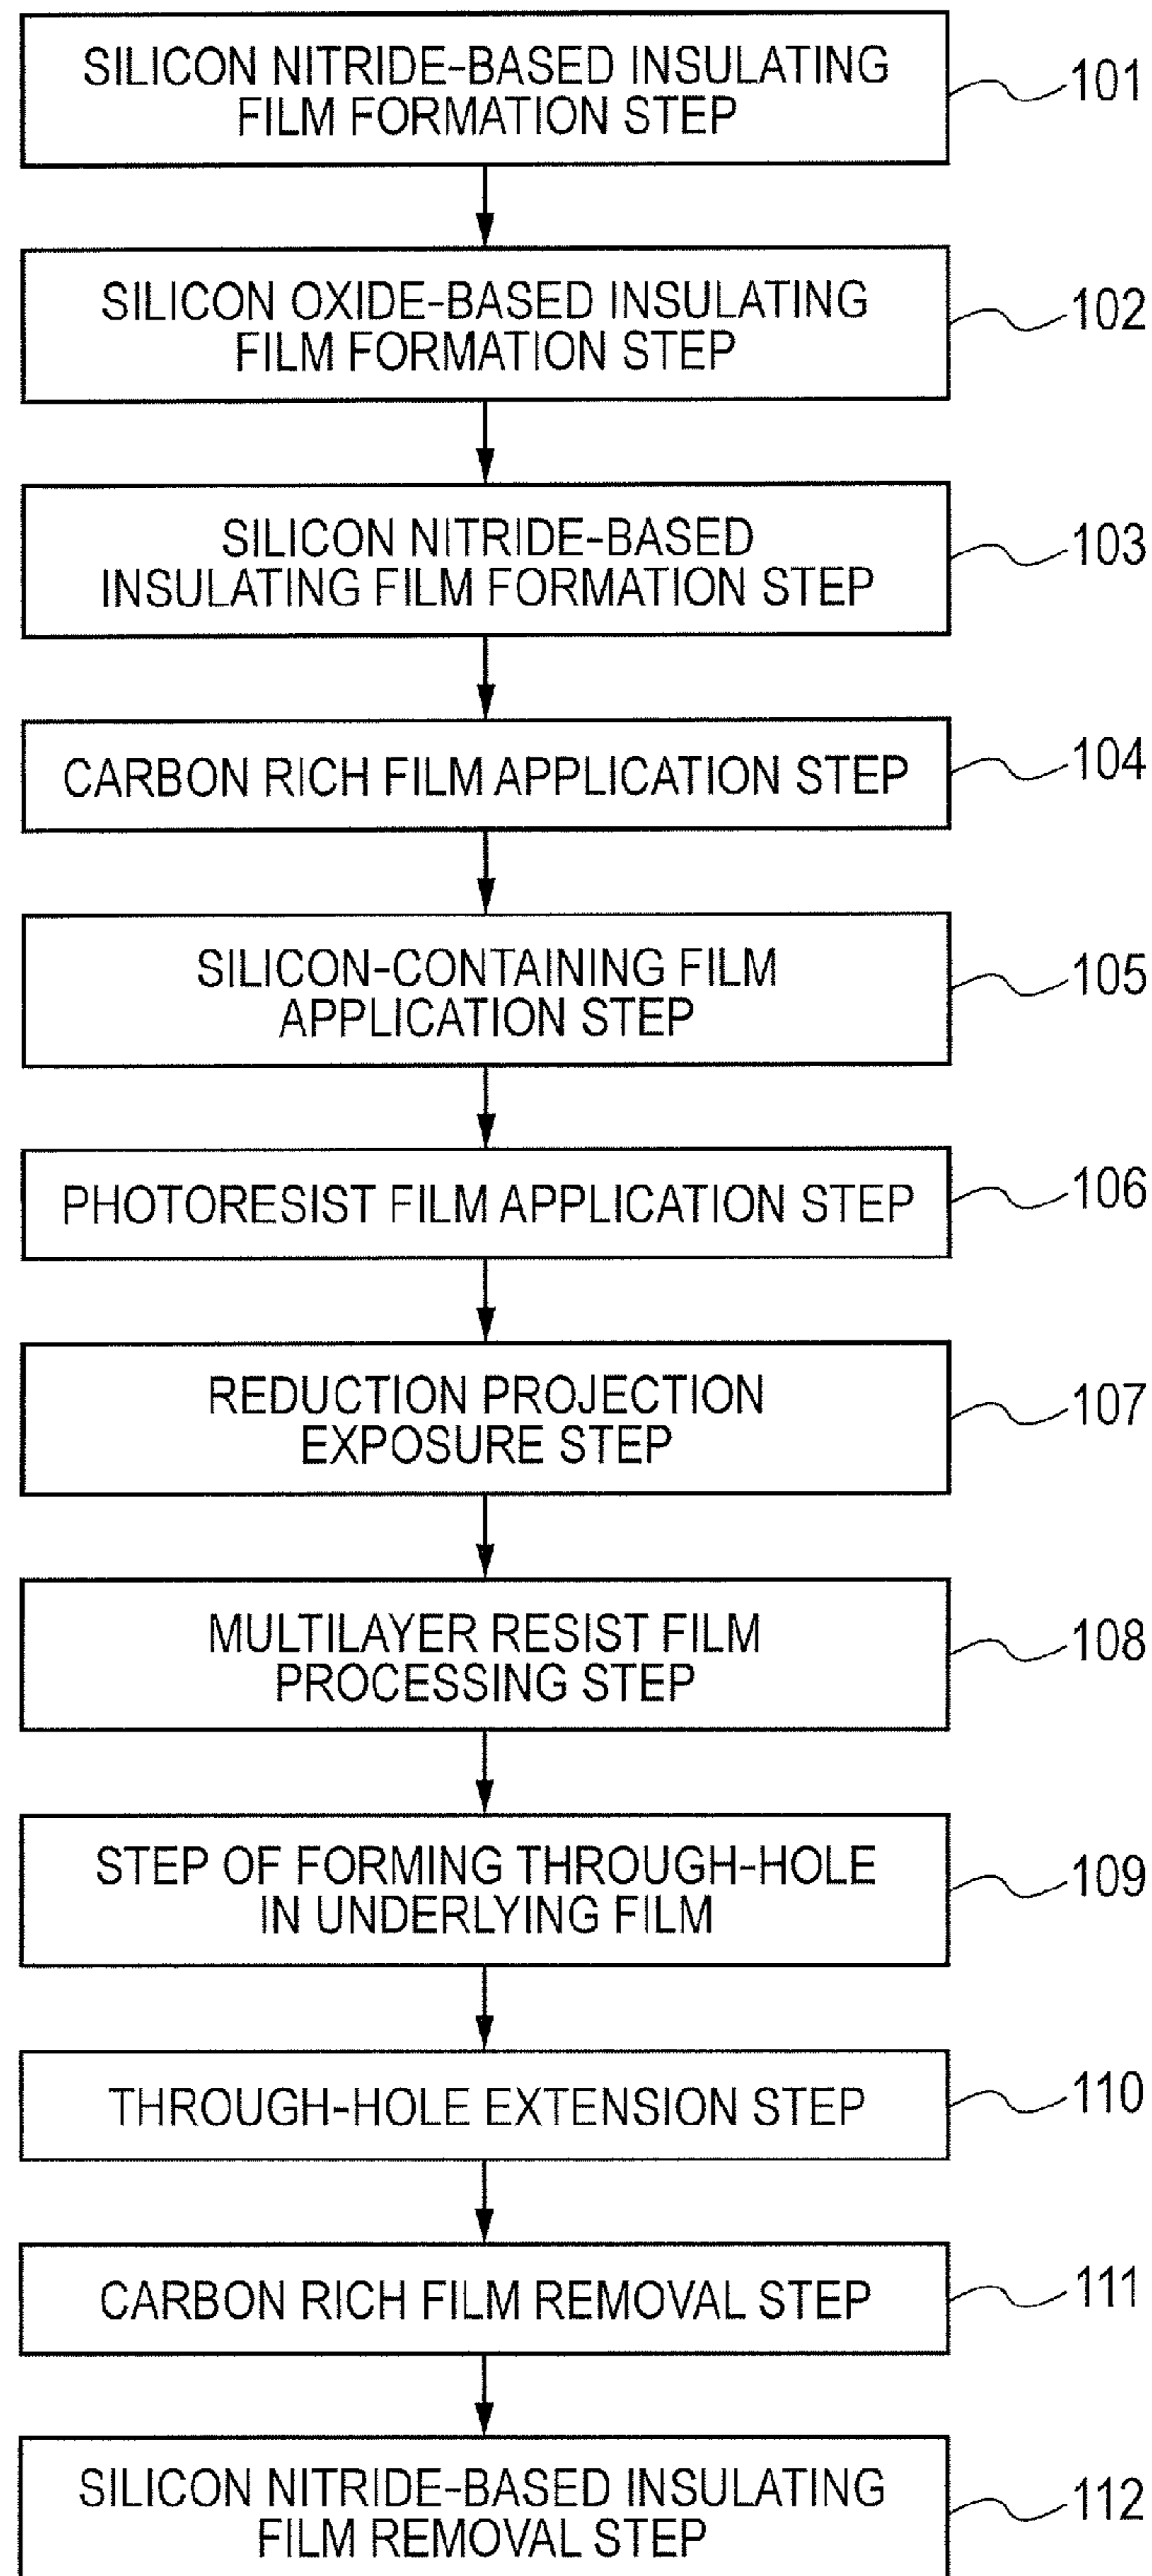 SILICON NITRIDE-BASED INSULATING
FILM FORMATION STEP
101
SILICON OXIDE-BASED INSULATING
FILM FORMATION STEP
102
SILICON NITRIDE-BASED
INSULATING FILM FORMATION STEP
103
CARBON RICH FILM APPLICATION STEP
104
SILICON-CONTAINING FILM
APPLICATION STEP
105
PHOTORESIST FILM APPLICATION STEP
106
REDUCTION PROJECTION
EXPOSURE STEP
107
MULTILAYER RESIST FILM
PROCESSING STEP
108
STEP OF FORMING THROUGH-HOLE
IN UNDERLYING FILM
109
THROUGH-HOLE EXTENSION STEP
110
CARBON RICH FILM REMOVAL STEP
111
SILICON NITRIDE-BASED INSULATING
FILM REMOVAL STEP
112